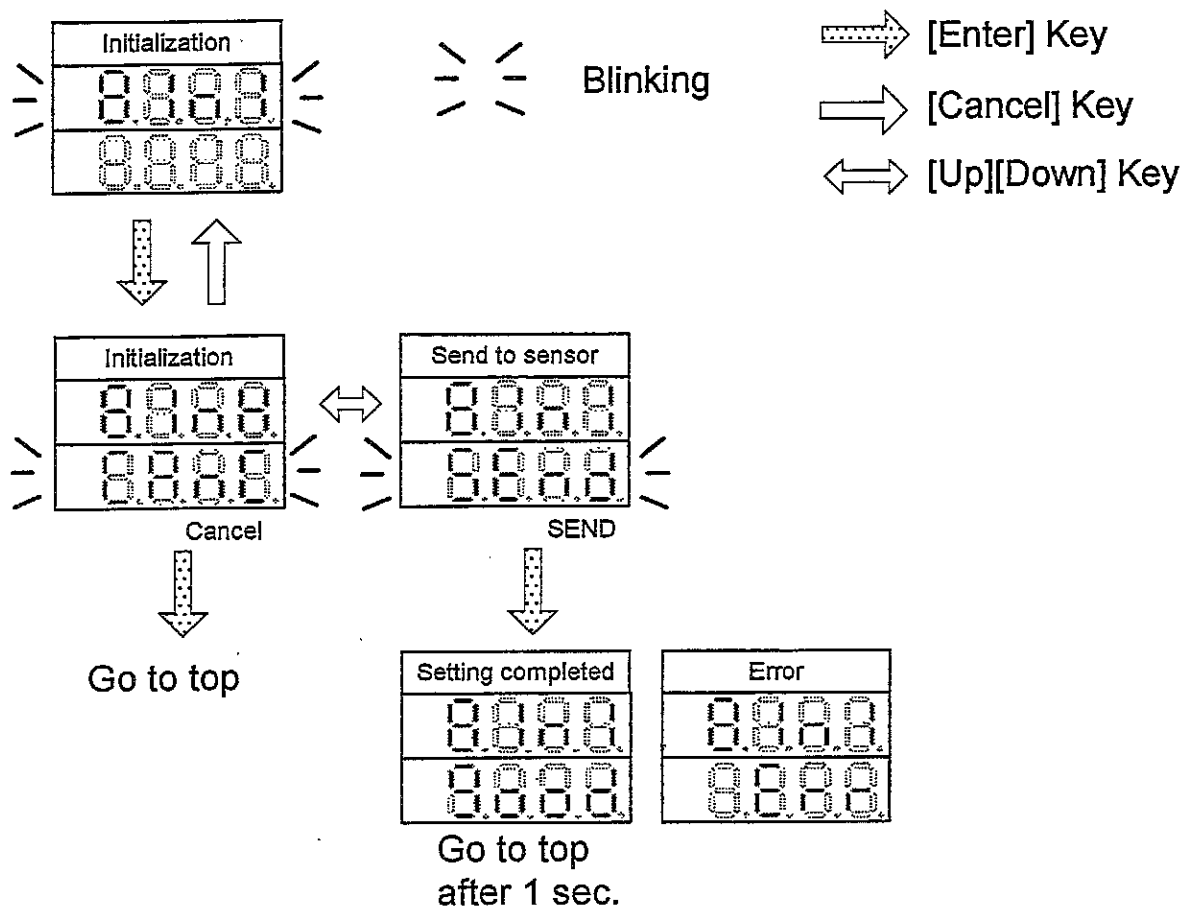 Initialization
Blinking
[Enter] Key
[Cancel] Key
[Up][Down] Key
Initialization
Send to sensor
Cancel
SEND
Go to top
Setting completed
Error
Go to top
after 1 sec.